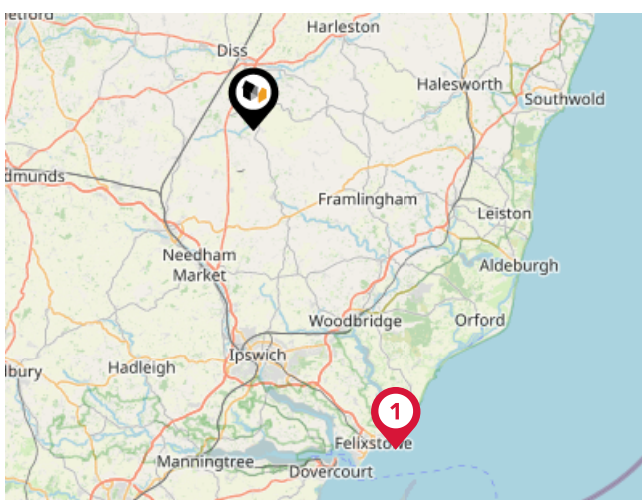 etford
Harleston
Diss
Halesworth
Southwold
dmunds
Framlingham
Leiston
Needham
Market
Aldeburgh
Woodbridge
Orford
Ipswich
Hadleigh
lbury
1
Felixstowe
Manningtree
Dovercourt